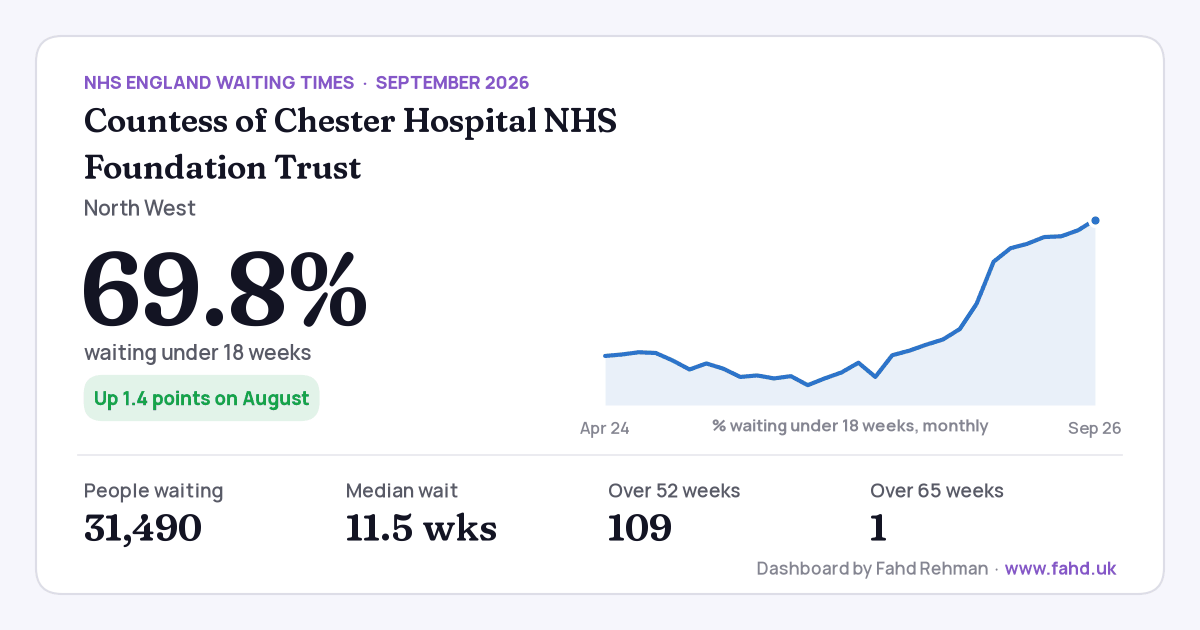 NHS ENGLAND WAITING TIMES · SEPTEMBER 2026
Countess of Chester Hospital NHS
Foundation Trust
North West
69.8%
waiting under 18 weeks
Up 1.4 points on August
Apr 24
% waiting under 18 weeks, monthly
Sep 26
People waiting
31,490
Median wait
11.5 wks
Over 52 weeks
109
Over 65 weeks
1
Dashboard by Fahd Rehman · www.fahd.uk